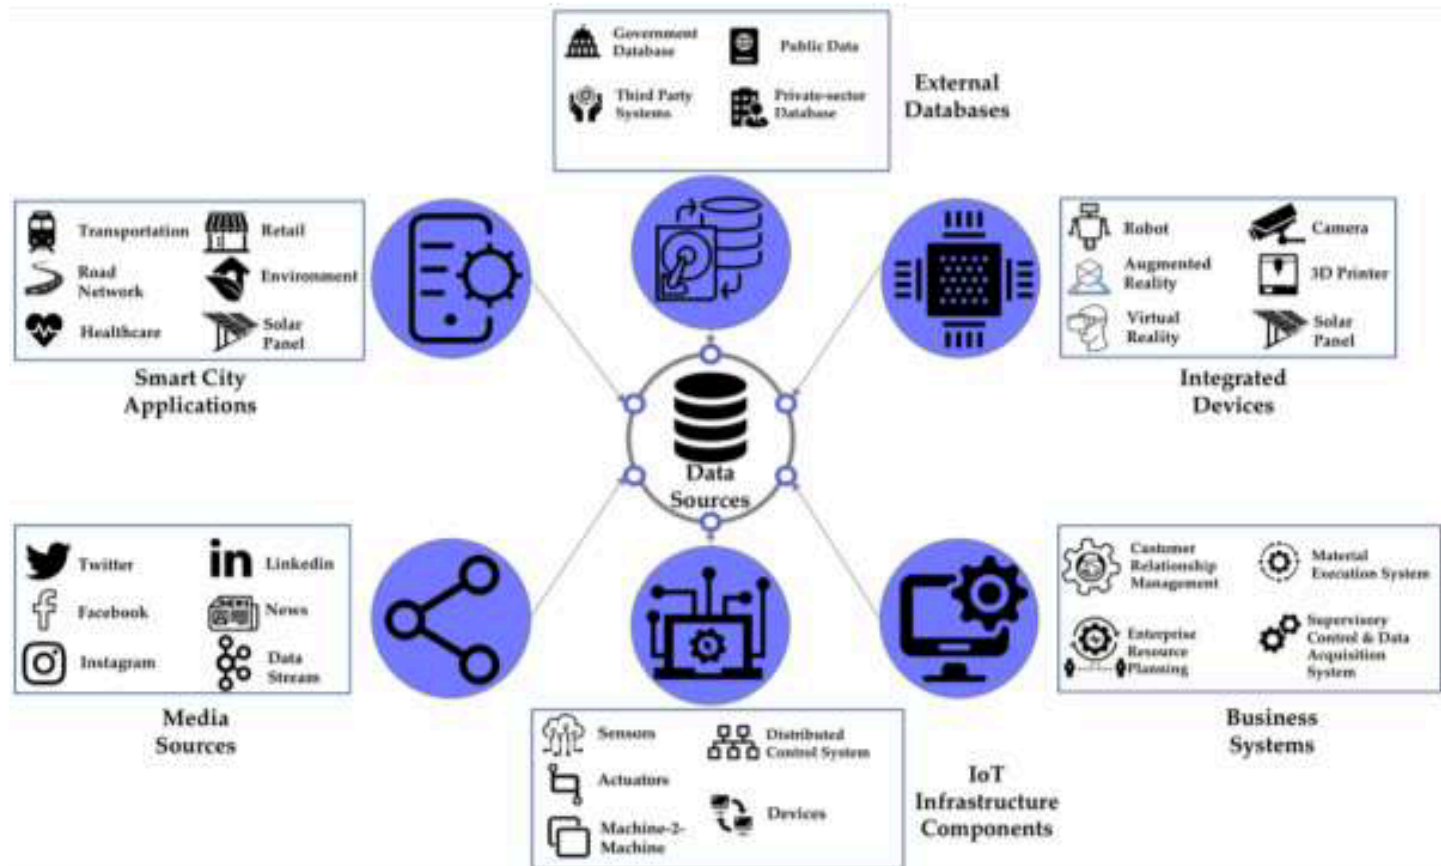 Government
Database
Public Data
Third Party
Systems
Private-sector
Database
External
Databases
Transportation
Retail
Road
Network
Environment
Healthcare
Solar
Panel
Smart City
Applications
Robot
Camera
Augmented
Reality
3D Printer
Virtual
Reality
Solar
Panel
Integrated
Devices
Data
Sources
Twitter
in
Linkedin
Facebook
NEWS
News
Instagram
Data
Stream
Media
Sources
Customer
Relationship
Management
Material
Execution System
Enterprise
Resource
Planning
Supervisory
Control & Data
Acquisition
System
Business
Systems
Sensors
Distributed
Control System
Actuators
Devices
Machine-2-
Machine
IoT
Infrastructure
Components